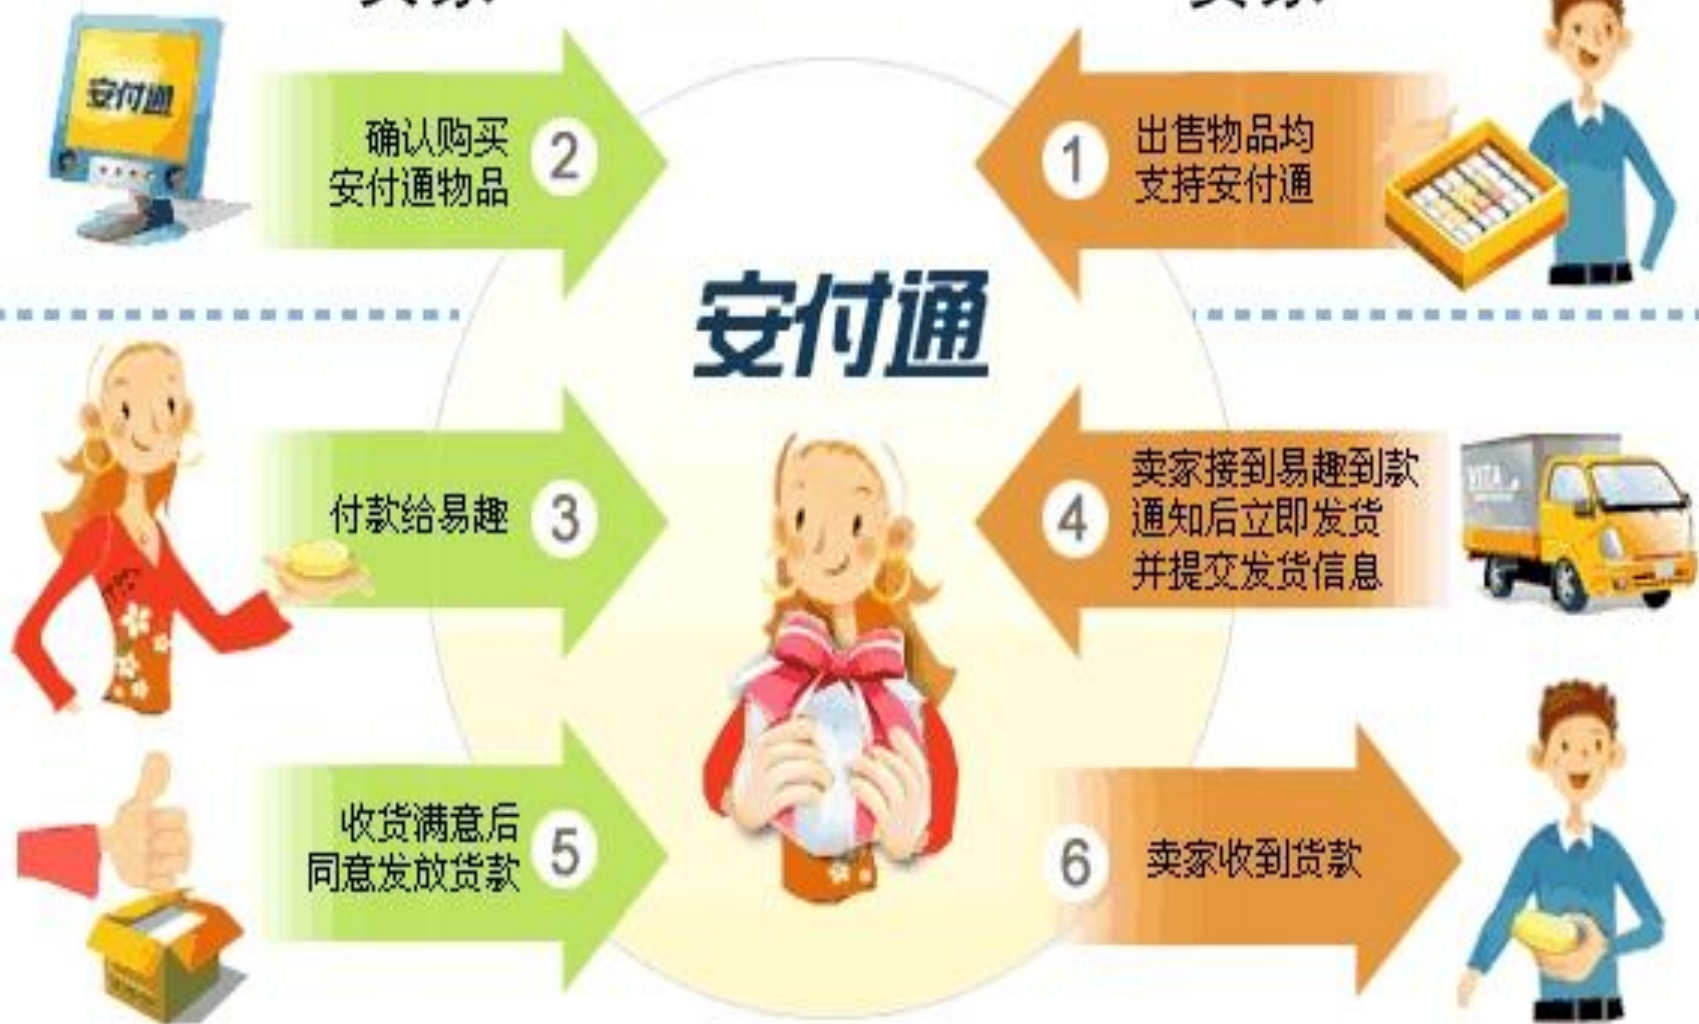 安付通
确认购买
安付通物品
2
1
出售物品均
支持安付通
安付通
付款给易趣
3
4
卖家接到易趣到款
通知后立即发货
并提交发货信息
收货满意后
同意发放货款
5
6
卖家收到货款